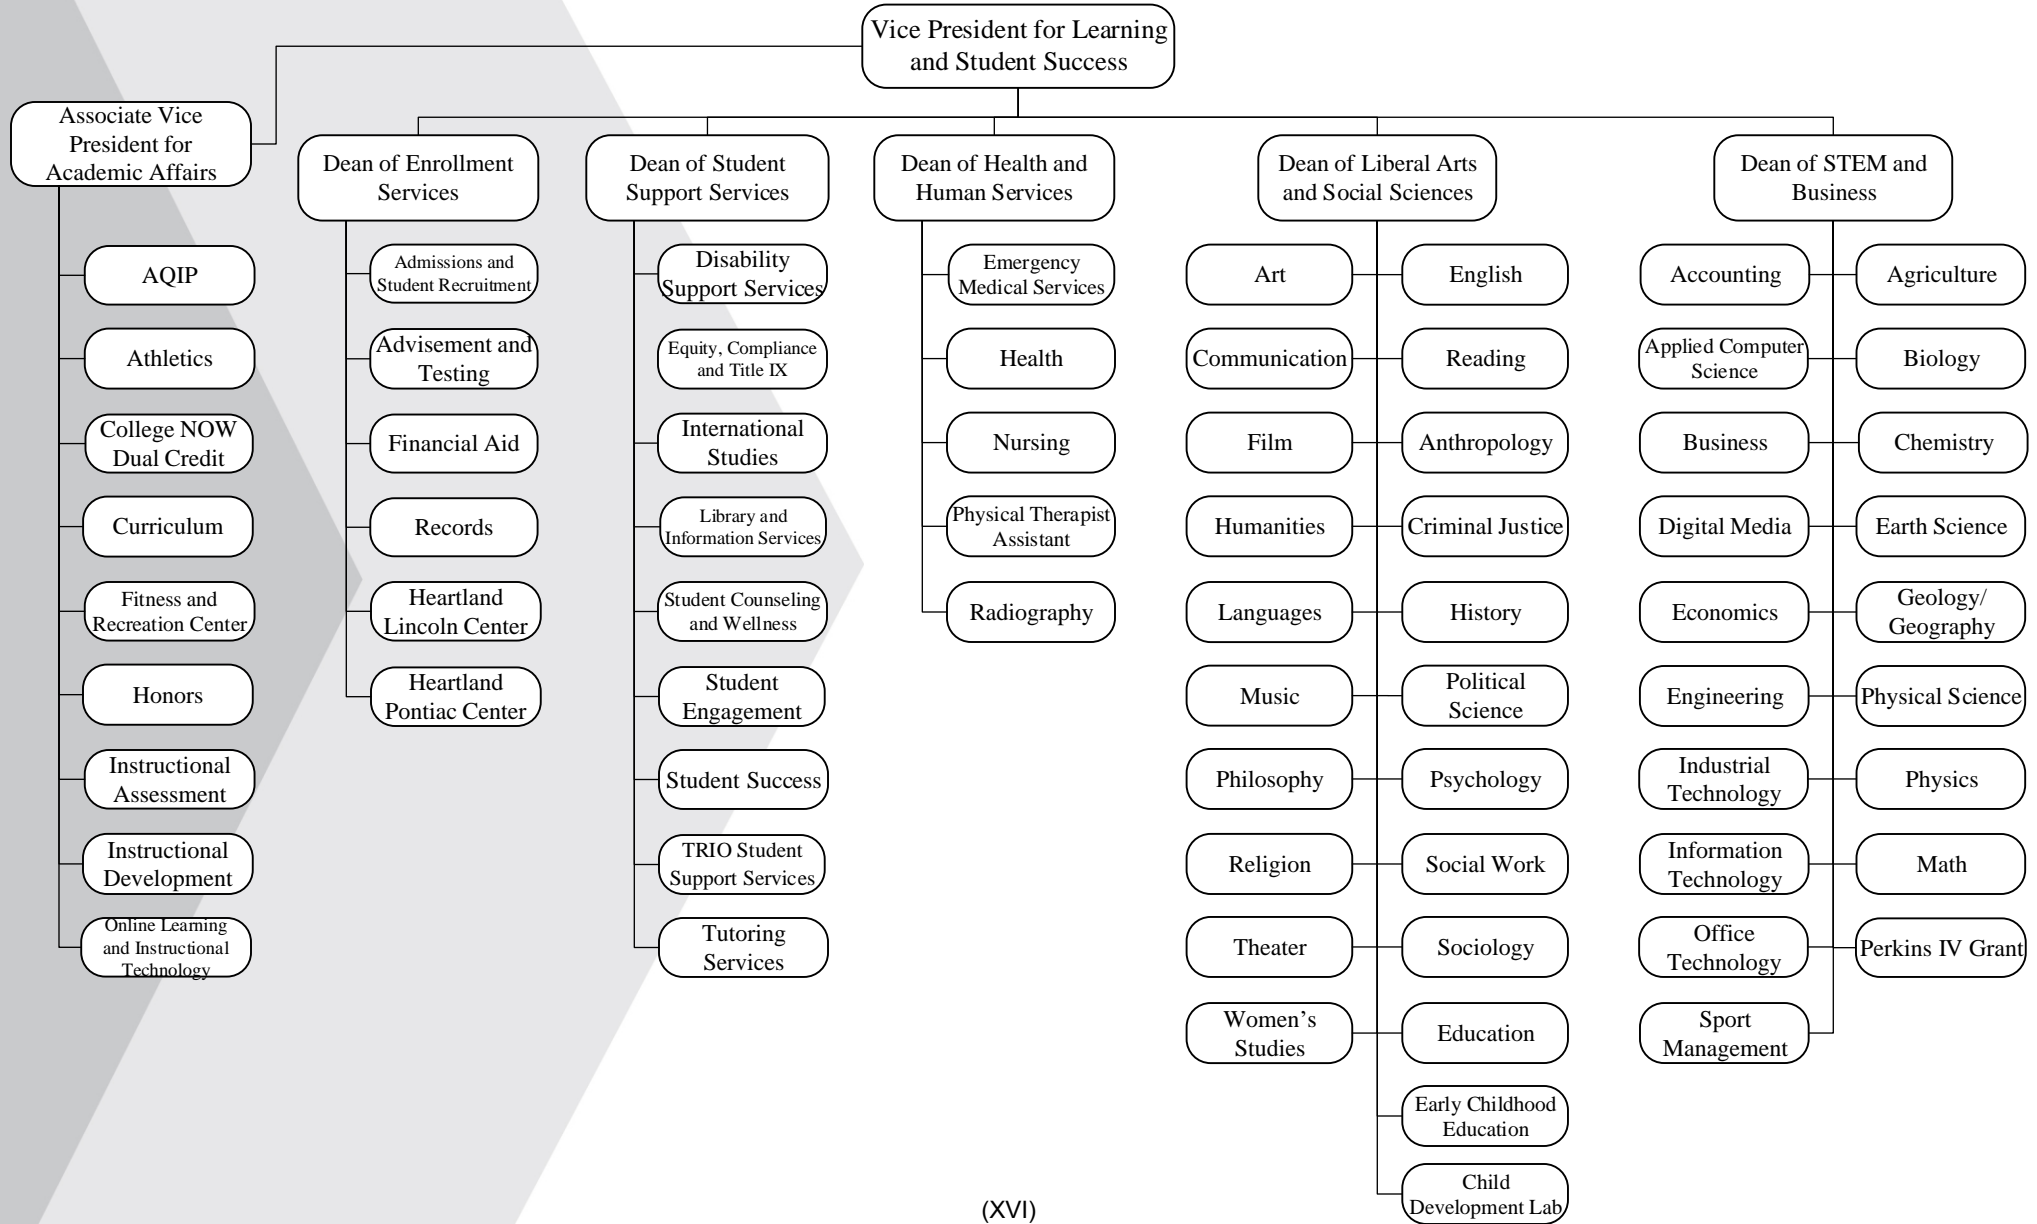 Vice President for Learning
and Student Success
Associate Vice
President for
Academic Affairs
Dean of Enrollment
Services
Dean of Student
Support Services
Dean of Health and
Human Services
Dean of Liberal Arts
and Social Sciences
Dean of STEM and
Business
AQIP
Athletics
College NOW
Dual Credit
Curriculum
Fitness and
Recreation Center
Honors
Instructional
Assessment
Instructional
Development
Online Learning
and Instructional
Technology
Admissions and
Student Recruitment
Advisement and
Testing
Financial Aid
Records
Heartland
Lincoln Center
Heartland
Pontiac Center
Disability
Support Services
Equity, Compliance
and Title IX
International
Studies
Library and
Information Services
Student Counseling
and Wellness
Student
Engagement
Student Success
TRIO Student
Support Services
Tutoring
Services
Emergency
Medical Services
Health
Nursing
Physical Therapist
Assistant
Radiography
Art
Communication
Film
Humanities
Languages
Music
Philosophy
Religion
Theater
Women’s
Studies
English
Reading
Anthropology
Criminal Justice
History
Political
Science
Psychology
Social Work
Sociology
Education
Early Childhood
Education
Child
Development Lab
Accounting
Applied Computer
Science
Business
Digital Media
Economics
Engineering
Industrial
Technology
Information
Technology
Office
Technology
Sport
Management
Agriculture
Biology
Chemistry
Earth Science
Geology/
Geography
Physical Science
Physics
Math
Perkins IV Grant
(XVI)